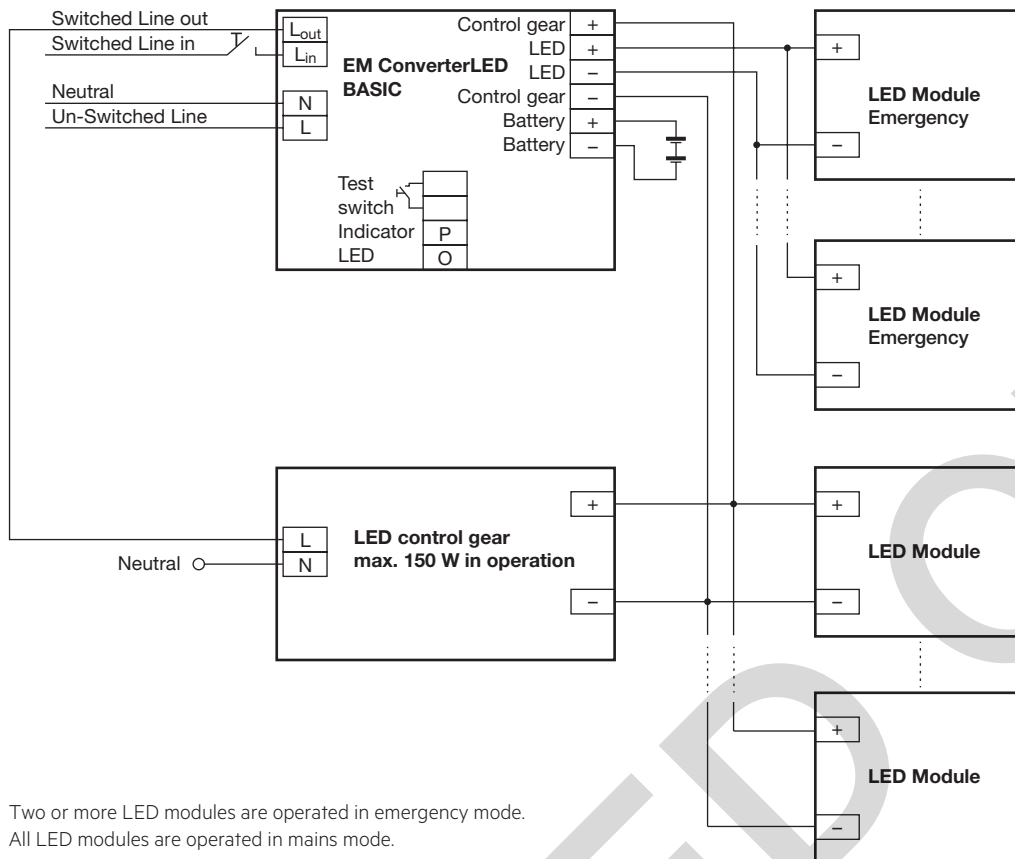 Switched Line out
Switched Line in
Neutral
Un-Switched Line
Lout
Lin
N
L
EM ConverterLED
BASIC
Control gear +
LED +
LED –
Control gear –
Battery +
Battery –
Test
switch
Indicator P
LED O
+
LED Module
Emergency
–
+
LED Module
Emergency
–
L
N
Neutral
LED control gear
max. 150 W in operation
+
–
+
LED Module
–
+
LED Module
–
Two or more LED modules are operated in emergency mode.
All LED modules are operated in mains mode.